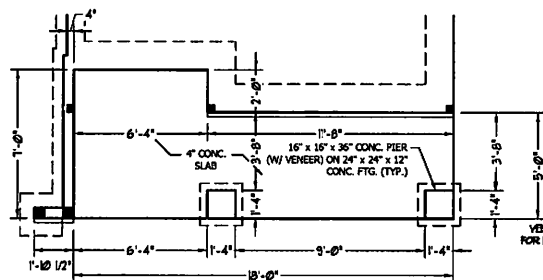 4"
7'-0"
2'-0"
6'-4"
11'-8"
4" CONC.
SLAB
3'-8"
16" x 16" x 36" CONC. PIER
(W/ VENEER) ON 24" x 24" x 12"
CONC. FTG. (TYP.)
3'-8"
5'-0"
1'-4"
1'-4"
6'-4"
1'-4"
9'-0"
1'-4"
1'-10 1/2"
18'-0"
FOR